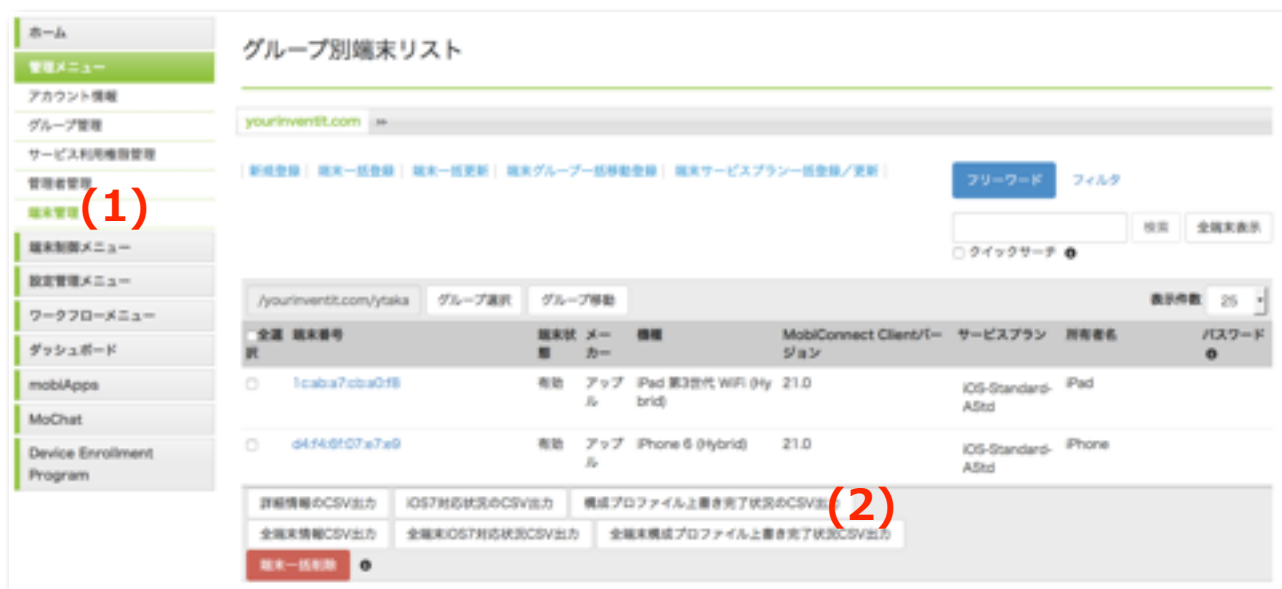 ホーム
管理メニュー
アカウント情報
グループ管理
サービス利用権限管理
管理者管理
端末管理
(1)
端末制御メニュー
設定管理メニュー
ワークフローメニュー
ダッシュボード
mobiApps
MoChat
Device Enrollment
Program
グループ別端末リスト
yourinventit.com »
新規登録 | 端末一括登録 | 端末一括更新 | 端末グループ一括移動登録 | 端末サービスプラン一括登録／更新
フリーワード フィルタ
検索 全端末表示
クイックサーチ
/yourinventit.com/ytaka グループ選択 グループ移動 表示件数 25
全選択 端末番号 端末状態 メーカー 機種 MobiConnect Clientバージョン サービスプラン 所有者名 パスワード
1c:ab:a7:cb:a0:f8 有効 アップル iPad 第3世代 WiFi (Hybrid) 21.0 iOS-Standard-AStd iPad
d4:f4:6f:07:e7:e9 有効 アップル iPhone 6 (Hybrid) 21.0 iOS-Standard-AStd iPhone
詳細情報のCSV出力 iOS7対応状況のCSV出力 構成プロファイル上書き完了状況のCSV出力
(2)
全端末情報CSV出力 全端末iOS7対応状況CSV出力 全端末構成プロファイル上書き完了状況CSV出力
端末一括削除